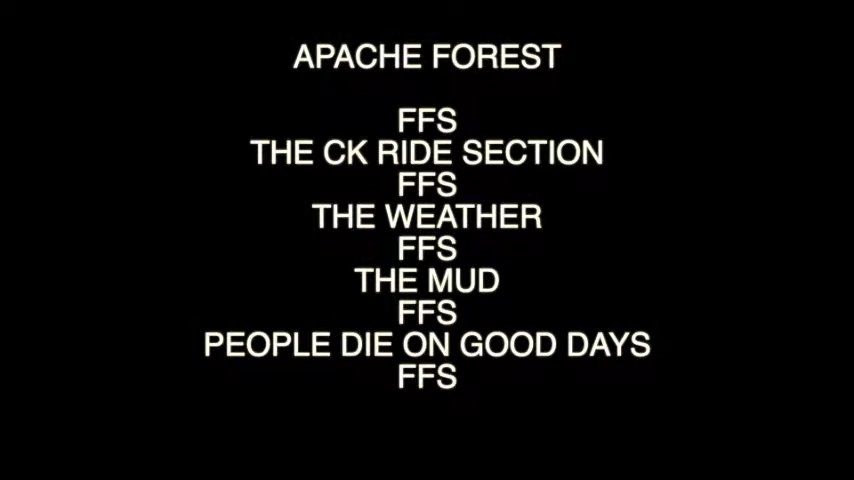 APACHE FOREST
FFS
THE CK RIDE SECTION
FFS
THE WEATHER
FFS
THE MUD
FFS
PEOPLE DIE ON GOOD DAYS
FFS